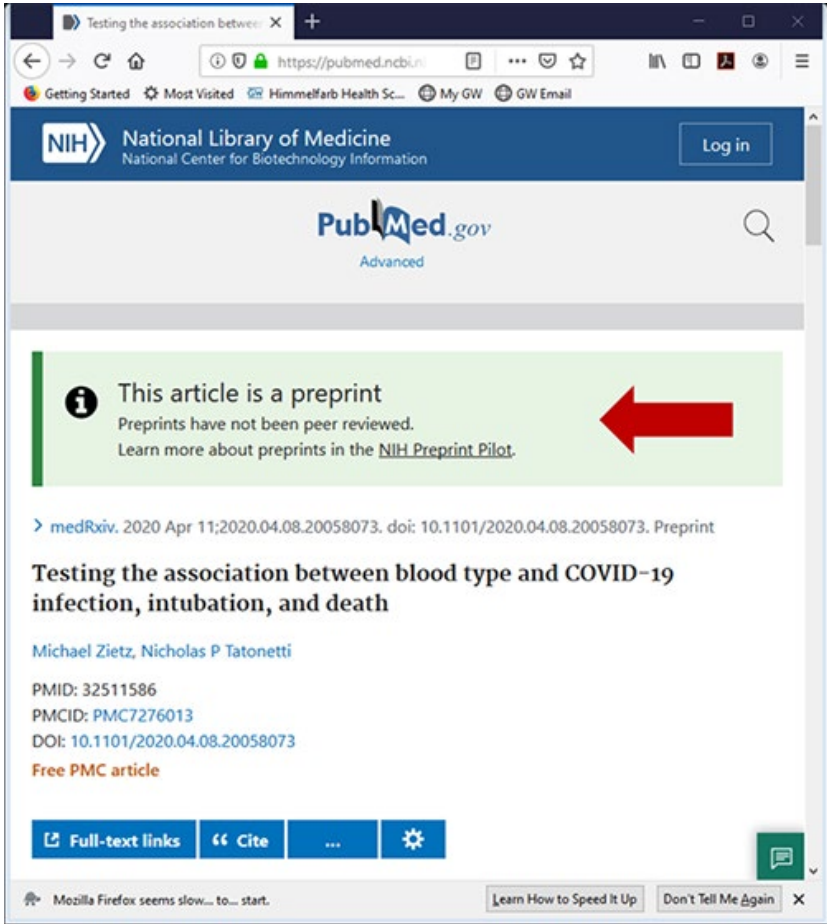 Testing the association between
https://pubmed.ncbi.n
Getting Started Most Visited Himmelfarb Health Sc... My GW GW Email
NIH National Library of Medicine
National Center for Biotechnology Information
Log in
PubMed.gov
Advanced
This article is a preprint
Preprints have not been peer reviewed.
Learn more about preprints in the NIH Preprint Pilot.
medRxiv. 2020 Apr 11;2020.04.08.20058073. doi: 10.1101/2020.04.08.20058073. Preprint
Testing the association between blood type and COVID-19
infection, intubation, and death
Michael Zietz, Nicholas P Tatonetti
PMID: 32511586
PMCID: PMC7276013
DOI: 10.1101/2020.04.08.20058073
Free PMC article
Full-text links Cite ...
Mozilla Firefox seems slow... to... start. Learn How to Speed It Up Don't Tell Me Again